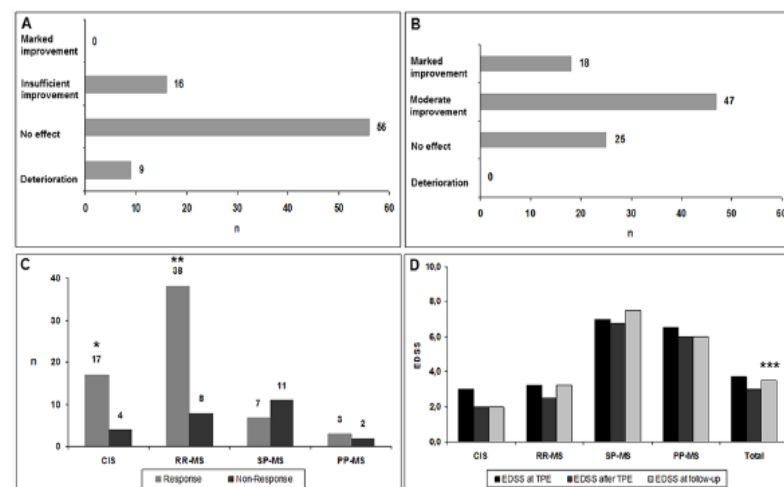 A
Marked
improvement
0
Insufficient
improvement
16
No effect
56
Deterioration
9
0 10 20 30 40 50 60
n
B
Marked
improvement
18
Moderate
improvement
47
No effect
25
Deterioration
0
0 10 20 30 40 50 60
n
C
n
40
30
20
10
0
*
17
4
**
38
8
7
11
3
2
CIS RR-MS SP-MS PP-MS
Response Non-Response
D
EDSS
10,0
8,0
6,0
4,0
2,0
0,0
***
CIS RR-MS SP-MS PP-MS Total
EDSS at TPE EDSS after TPE EDSS at follow-up